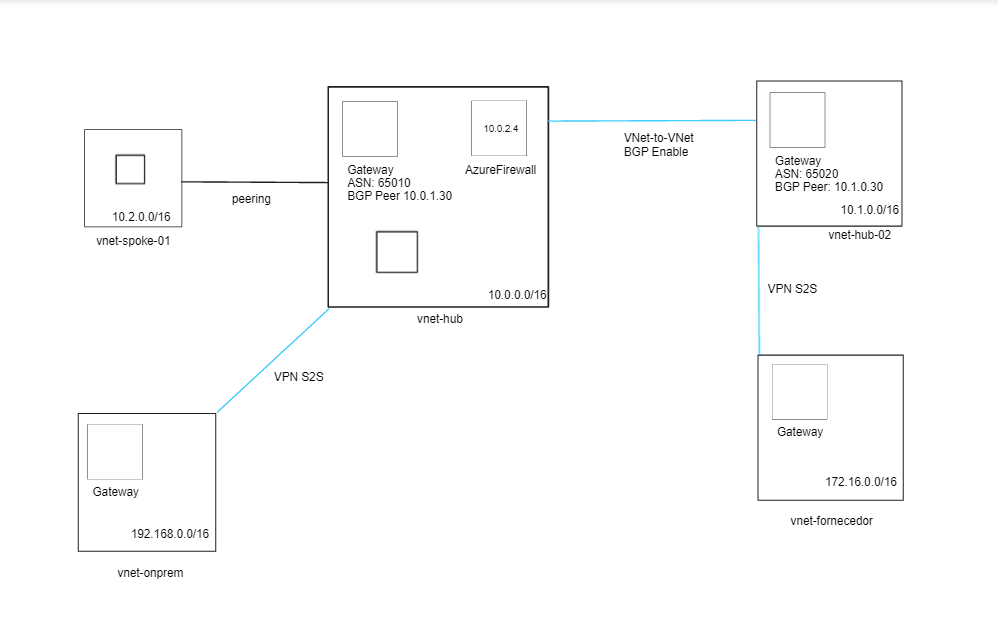 10.2.0.0/16
vnet-spoke-01
peering
10.0.2.4
Gateway
ASN: 65010
BGP Peer 10.0.1.30
AzureFirewall
10.0.0.0/16
vnet-hub
VNet-to-VNet
BGP Enable
Gateway
ASN: 65020
BGP Peer: 10.1.0.30
10.1.0.0/16
vnet-hub-02
VPN S2S
VPN S2S
Gateway
192.168.0.0/16
vnet-onprem
Gateway
172.16.0.0/16
vnet-fornecedor